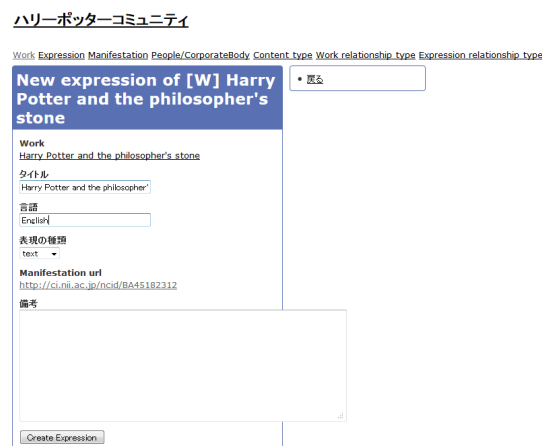 ハリーポッターコミュニティ
Work Expression Manifestation People/CorporateBody Content type Work relationship type Expression relationship type
New expression of [W] Harry
Potter and the philosopher's
stone
• 戻る
Work
Harry Potter and the philosopher's stone
タイトル
Harry Potter and the philosopher'
言語
English
表現の種類
text
Manifestation url
http://ci.nii.ac.jp/ncid/BA45182312
備考
Create Expression